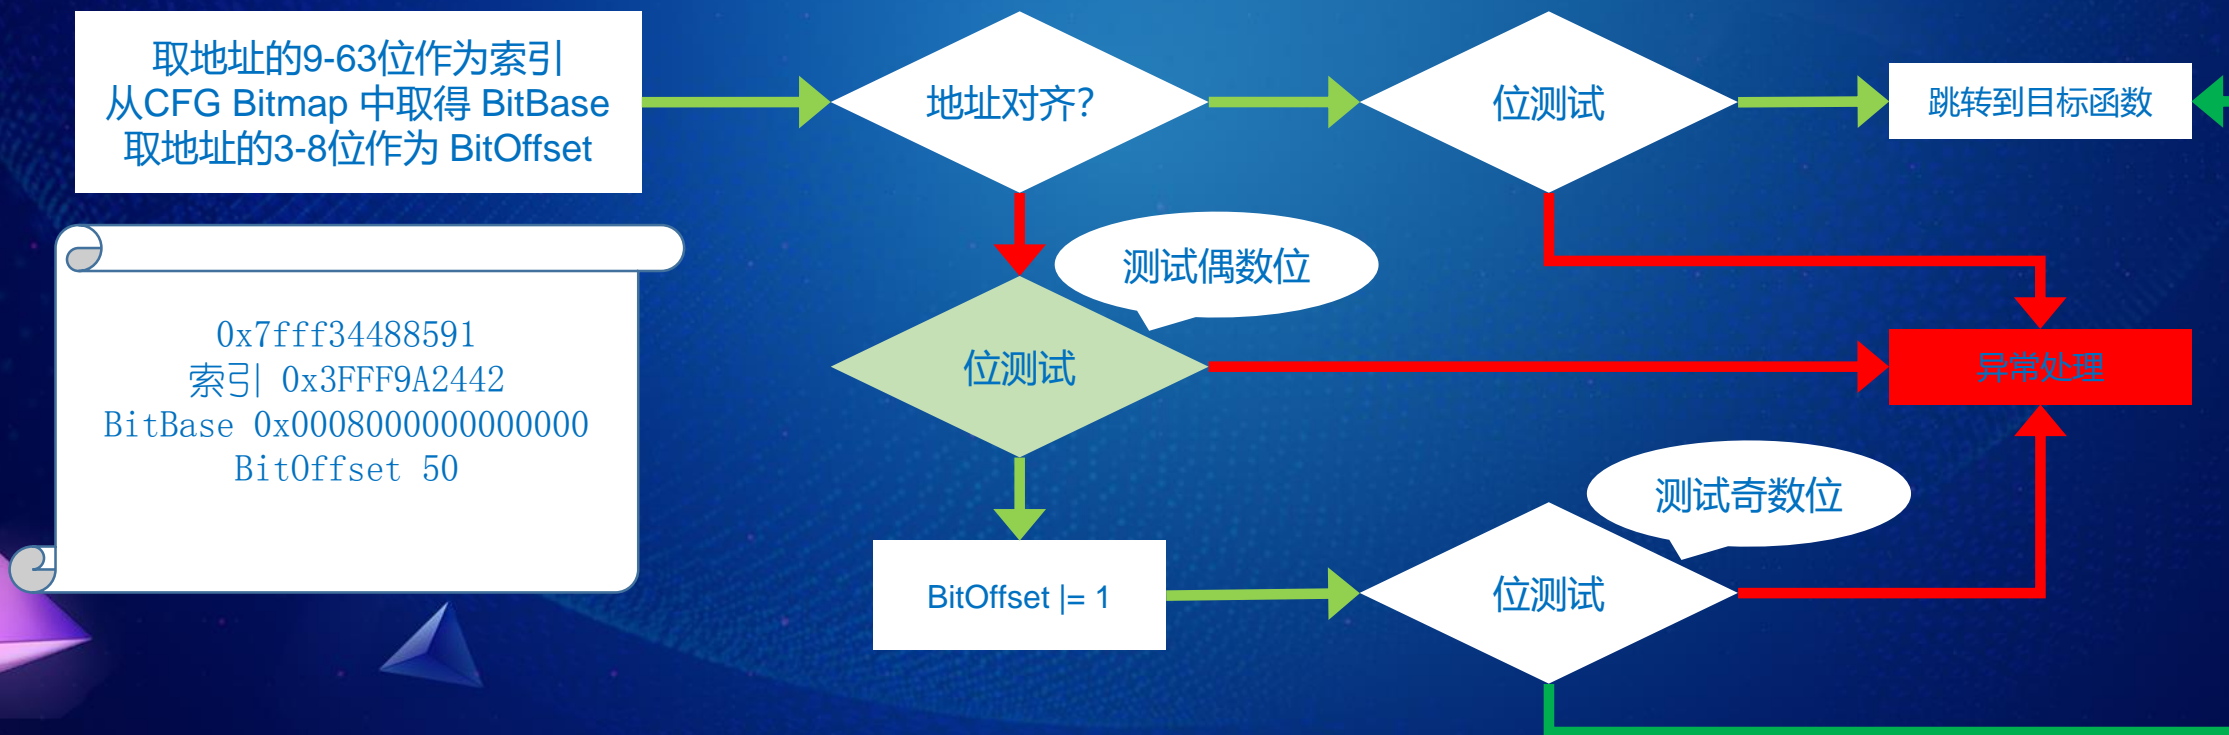 取地址的9-63位作为索引
从CFG Bitmap 中取得 BitBase
取地址的3-8位作为 BitOffset
地址对齐?
位测试
跳转到目标函数
测试偶数位
0x7fff34488591
索引 0x3FFF9A2442
BitBase 0x0008000000000000
BitOffset 50
位测试
异常处理
测试奇数位
BitOffset |= 1
位测试